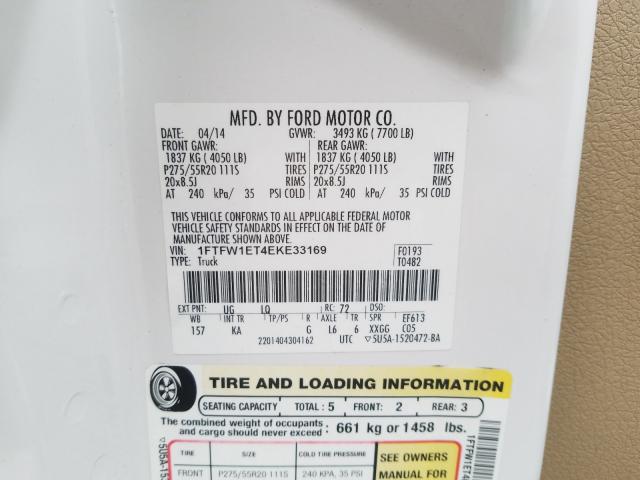 MFD. BY FORD MOTOR CO.
DATE: 04/14 GVWR: 3493 KG ( 7700 LB)
FRONT GAWR: REAR GAWR:
1837 KG ( 4050 LB) WITH 1837 KG ( 4050 LB) WITH
P275/55R20 111S TIRES P275/55R20 111S TIRES
20x8.5J RIMS 20x8.5J RIMS
AT 240 kPa/ 35 PSI COLD AT 240 kPa/ 35 PSI COLD
THIS VEHICLE CONFORMS TO ALL APPLICABLE FEDERAL MOTOR
VEHICLE SAFETY STANDARDS IN EFFECT ON THE DATE OF
MANUFACTURE SHOWN ABOVE.
VIN: 1FTFW1ET4EKE33169 F0193
TYPE: Truck T0482
EXT PNT: UG LQ RC: 72 DSO:
WB INT TR TP/PS R AXLE TR SPR EF613
157 KA G L6 6 XXGG C05
2201404304162 UTC ▽5U5A-1520472-BA
TIRE AND LOADING INFORMATION
SEATING CAPACITY TOTAL: 5 FRONT: 2 REAR: 3
The combined weight of occupants
and cargo should never exceed: 661 kg or 1458 lbs.
TIRE SIZE COLD TIRE PRESSURE SEE OWNERS
FRONT P275/55R20 111S 240 KPA, 35 PSI MANUAL FOR
▽5U5A-15
1FTFW1ET4